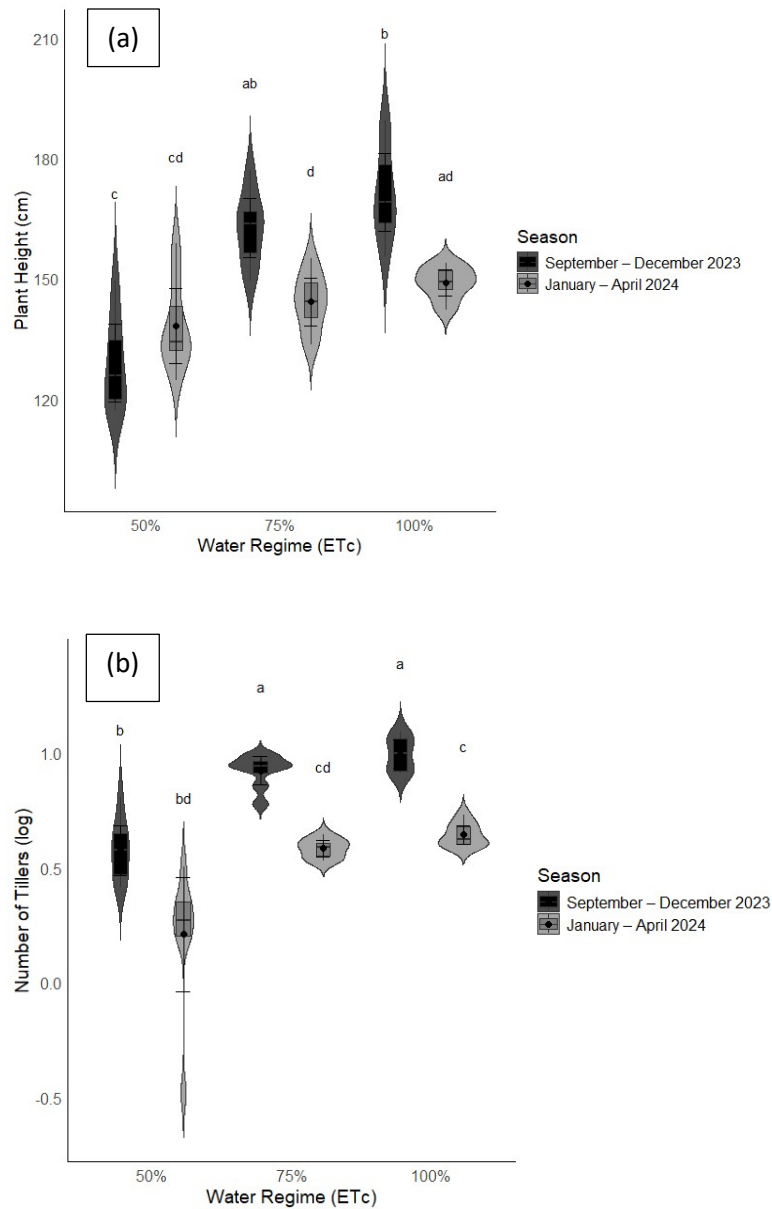 (a)
210
180
150
120
Plant Height (cm)
c
cd
ab
d
b
ad
50%
75%
100%
Water Regime (ETc)
Season
September – December 2023
January – April 2024
(b)
1.0
0.5
0.0
-0.5
Number of Tillers (log)
b
bd
a
cd
a
c
50%
75%
100%
Water Regime (ETc)
Season
September – December 2023
January – April 2024